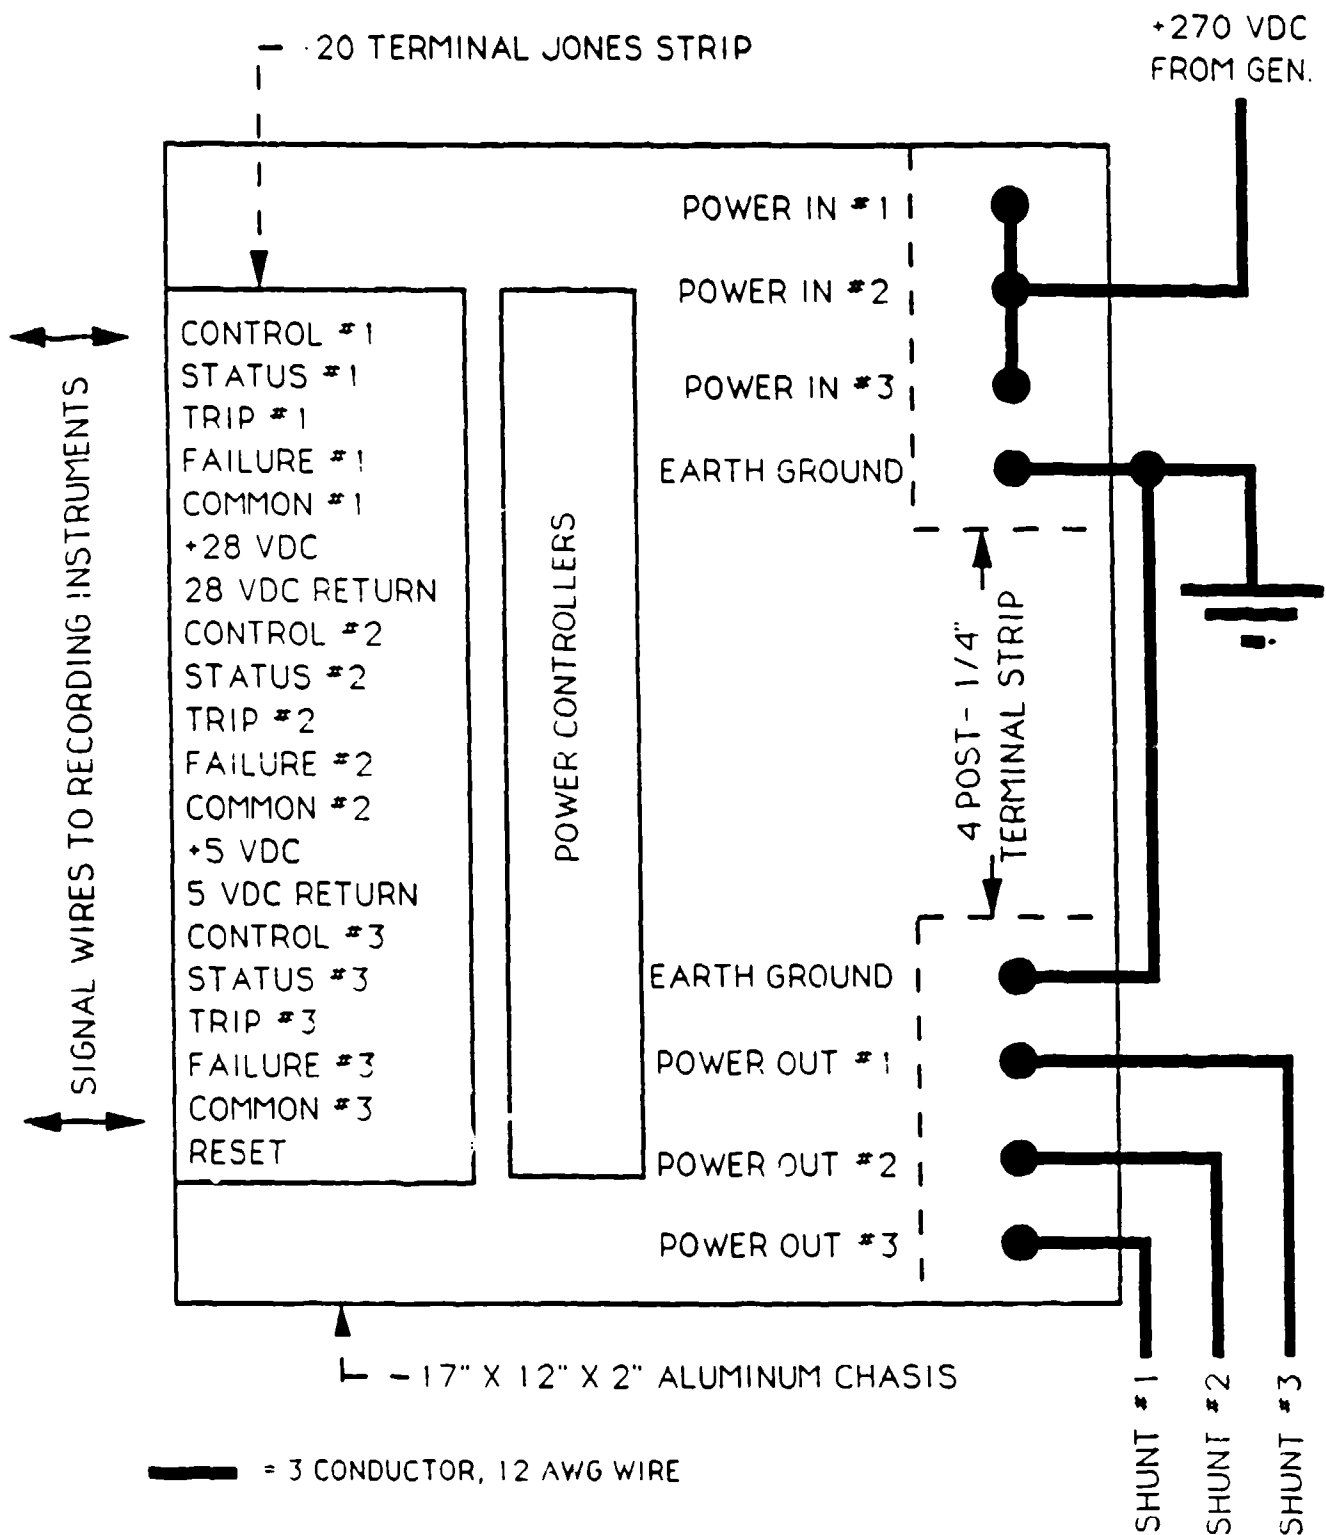 20 TERMINAL JONES STRIP
+270 VDC
FROM GEN.
POWER IN #1
POWER IN #2
POWER IN #3
EARTH GROUND
CONTROL #1
STATUS #1
TRIP #1
FAILURE #1
COMMON #1
+28 VDC
28 VDC RETURN
CONTROL #2
STATUS #2
TRIP #2
FAILURE #2
COMMON #2
+5 VDC
5 VDC RETURN
CONTROL #3
STATUS #3
TRIP #3
FAILURE #3
COMMON #3
RESET
SIGNAL WIRES TO RECORDING INSTRUMENTS
POWER CONTROLLERS
4 POST - 1/4"
TERMINAL STRIP
EARTH GROUND
POWER OUT #1
POWER OUT #2
POWER OUT #3
17" X 12" X 2" ALUMINUM CHASIS
SHUNT #1
SHUNT #2
SHUNT #3
= 3 CONDUCTOR, 12 AWG WIRE